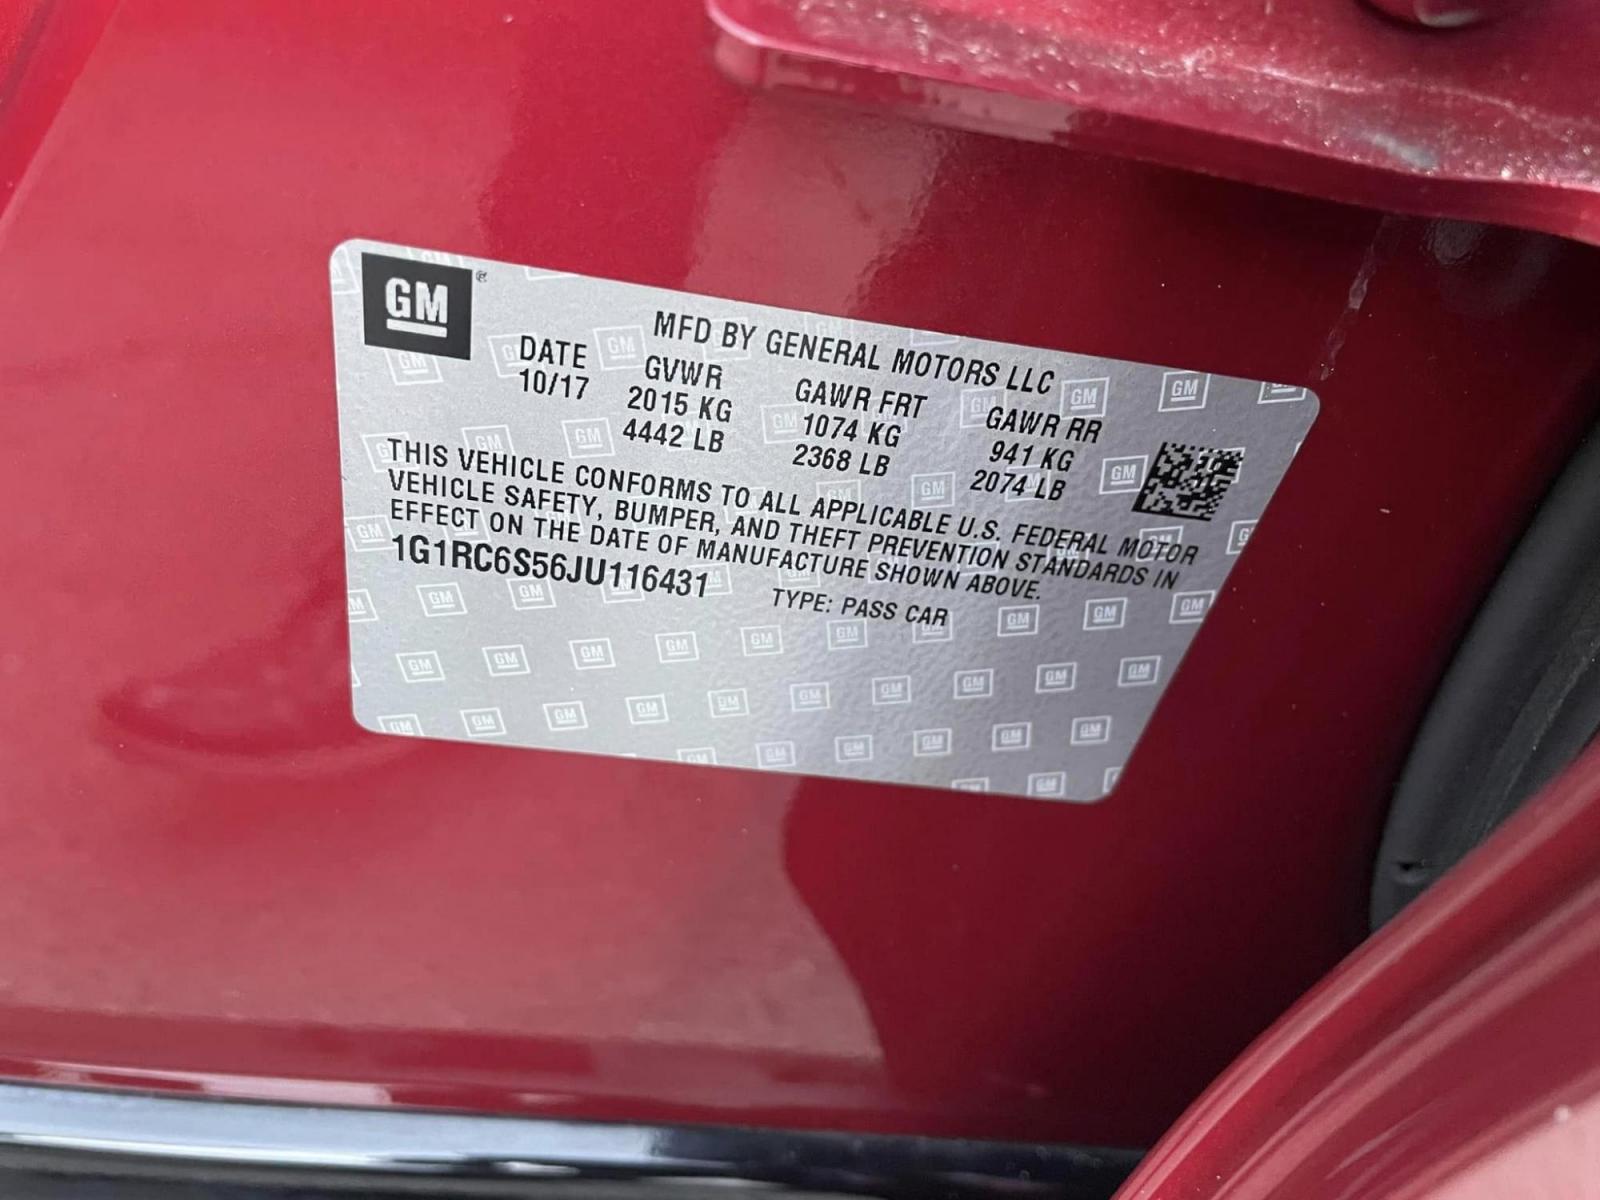 GM®
MFD BY GENERAL MOTORS LLC
DATE GVWR GAWR FRT GAWR RR
10/17 2015 KG 1074 KG 941 KG
4442 LB 2368 LB 2074 LB
THIS VEHICLE CONFORMS TO ALL APPLICABLE U.S. FEDERAL MOTOR
VEHICLE SAFETY, BUMPER, AND THEFT PREVENTION STANDARDS IN
EFFECT ON THE DATE OF MANUFACTURE SHOWN ABOVE.
1G1RC6S56JU116431 TYPE: PASS CAR